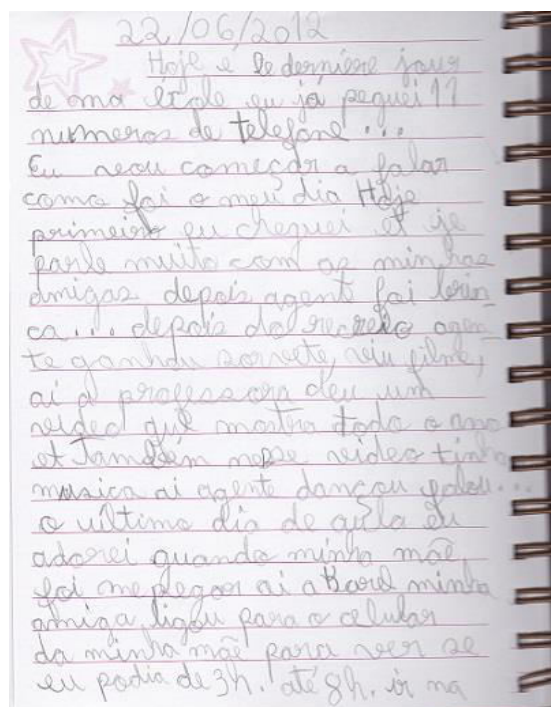 22/06/2012
Hoje e le dernière jour
de ma école eu já peguei 11
numeros de telefone...
Eu vou começar a falar
como foi o meu dia Hoje
primeiro eu cheguei et je
parle muito com as minhas
amigas depois agent foi brin
ca... depois do recreio agen-
te ganhou sorvete, viu filme,
ai a professora deu um
video que mostra todo o ano
et Também nesse video tinha
musica ai agente dançou pulou...
o ultimo dia de aula eu
adorei quando minha mãe
foi me pegar ai a minha
amiga ligou para o celular
da minha mãe para ver se
eu podia de 3h. até 8h. ir na